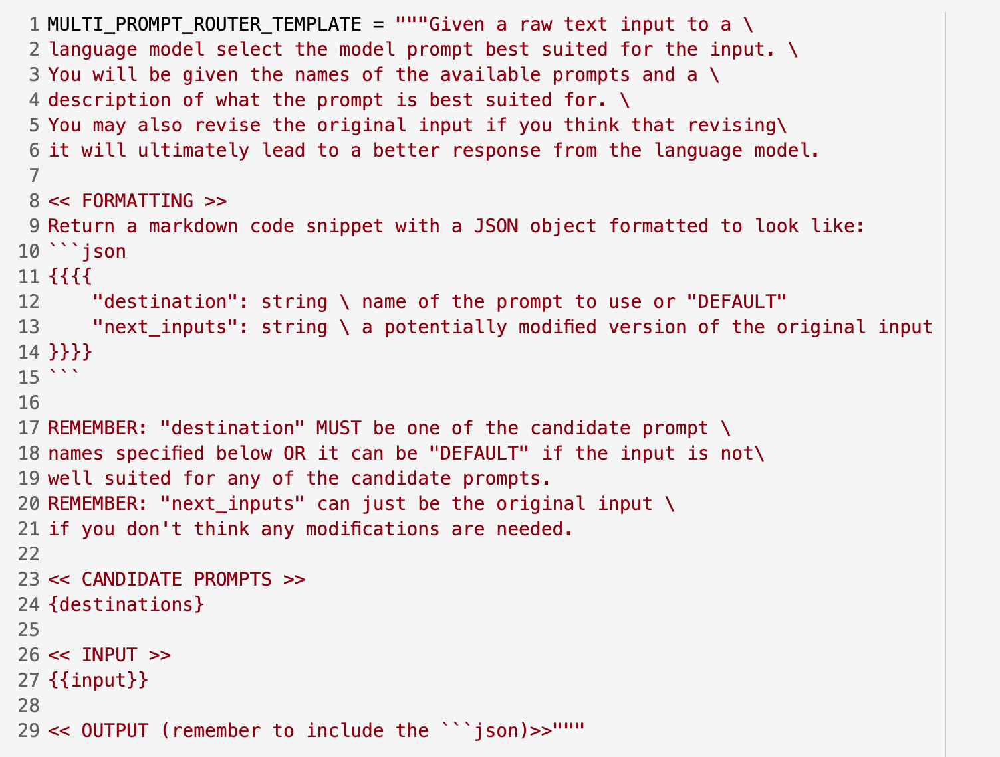 1 MULTI_PROMPT_ROUTER_TEMPLATE = """Given a raw text input to a \
2 language model select the model prompt best suited for the input. \
3 You will be given the names of the available prompts and a \
4 description of what the prompt is best suited for. \
5 You may also revise the original input if you think that revising\
6 it will ultimately lead to a better response from the language model.
7
8 << FORMATTING >>
9 Return a markdown code snippet with a JSON object formatted to look like:
10 ```json
11 {{{{
12     "destination": string \ name of the prompt to use or "DEFAULT"
13     "next_inputs": string \ a potentially modified version of the original input
14 }}}}
15 ```
16
17 REMEMBER: "destination" MUST be one of the candidate prompt \
18 names specified below OR it can be "DEFAULT" if the input is not\
19 well suited for any of the candidate prompts.
20 REMEMBER: "next_inputs" can just be the original input \
21 if you don't think any modifications are needed.
22
23 << CANDIDATE PROMPTS >>
24 {destinations}
25
26 << INPUT >>
27 {{input}}
28
29 << OUTPUT (remember to include the ```json)>>"""